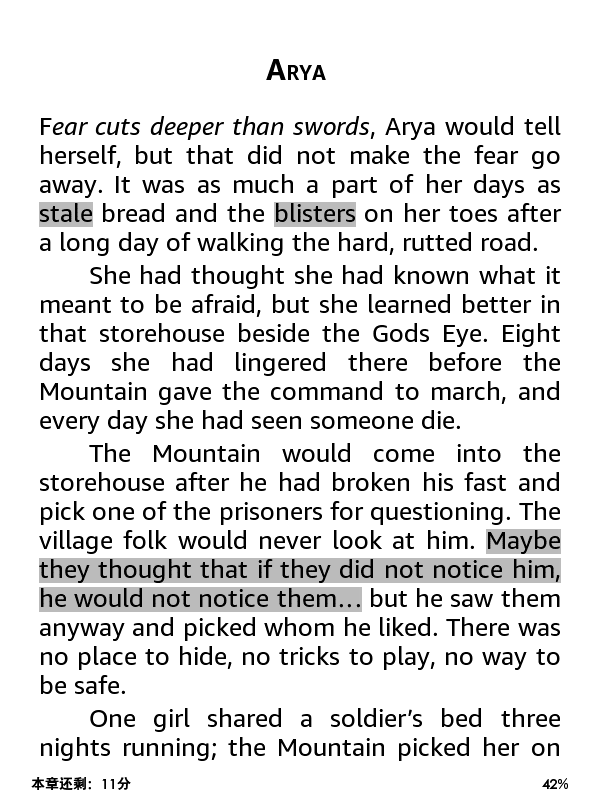 ARYA
Fear cuts deeper than swords, Arya would tell
herself, but that did not make the fear go
away. It was as much a part of her days as
stale bread and the blisters on her toes after
a long day of walking the hard, rutted road.
She had thought she had known what it
meant to be afraid, but she learned better in
that storehouse beside the Gods Eye. Eight
days she had lingered there before the
Mountain gave the command to march, and
every day she had seen someone die.
The Mountain would come into the
storehouse after he had broken his fast and
pick one of the prisoners for questioning. The
village folk would never look at him. Maybe
they thought that if they did not notice him,
he would not notice them… but he saw them
anyway and picked whom he liked. There was
no place to hide, no tricks to play, no way to
be safe.
One girl shared a soldier’s bed three
nights running; the Mountain picked her on
本章还剩：11分 42%